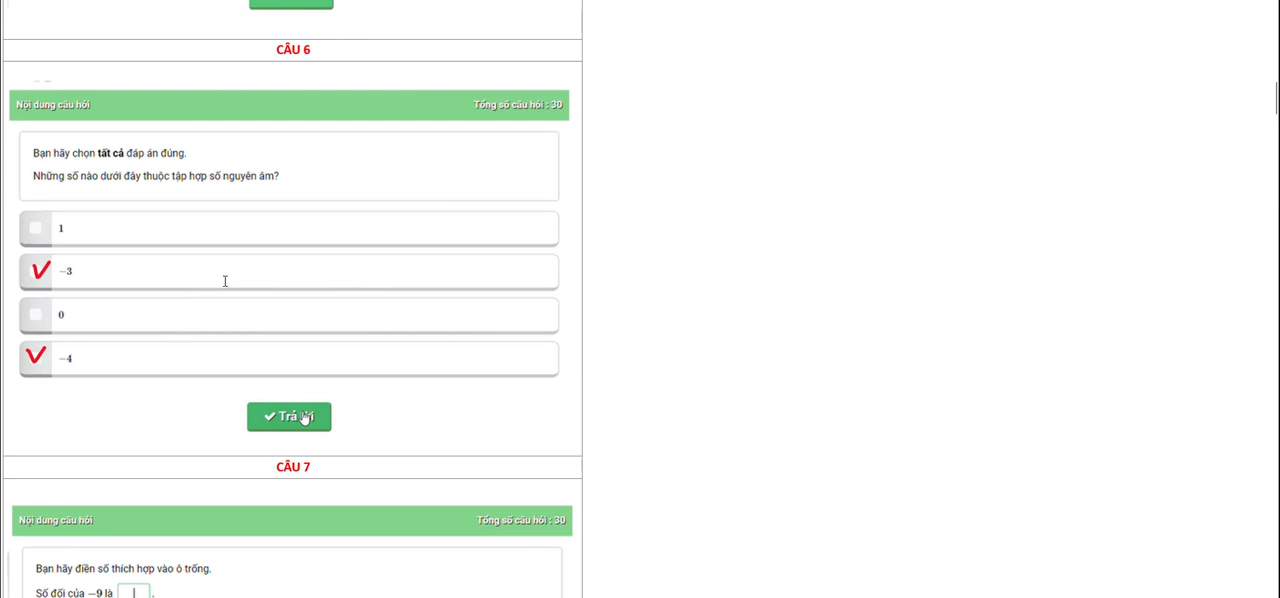 CÂU 6
Nội dung câu hỏi
Tổng số câu hỏi : 30
Bạn hãy chọn tất cả đáp án đúng.
Những số nào dưới đây thuộc tập hợp số nguyên âm?
1
−3
0
−4
Trả lời
CÂU 7
Nội dung câu hỏi
Tổng số câu hỏi : 30
Bạn hãy điền số thích hợp vào ô trống.
Số đối của −9 là .